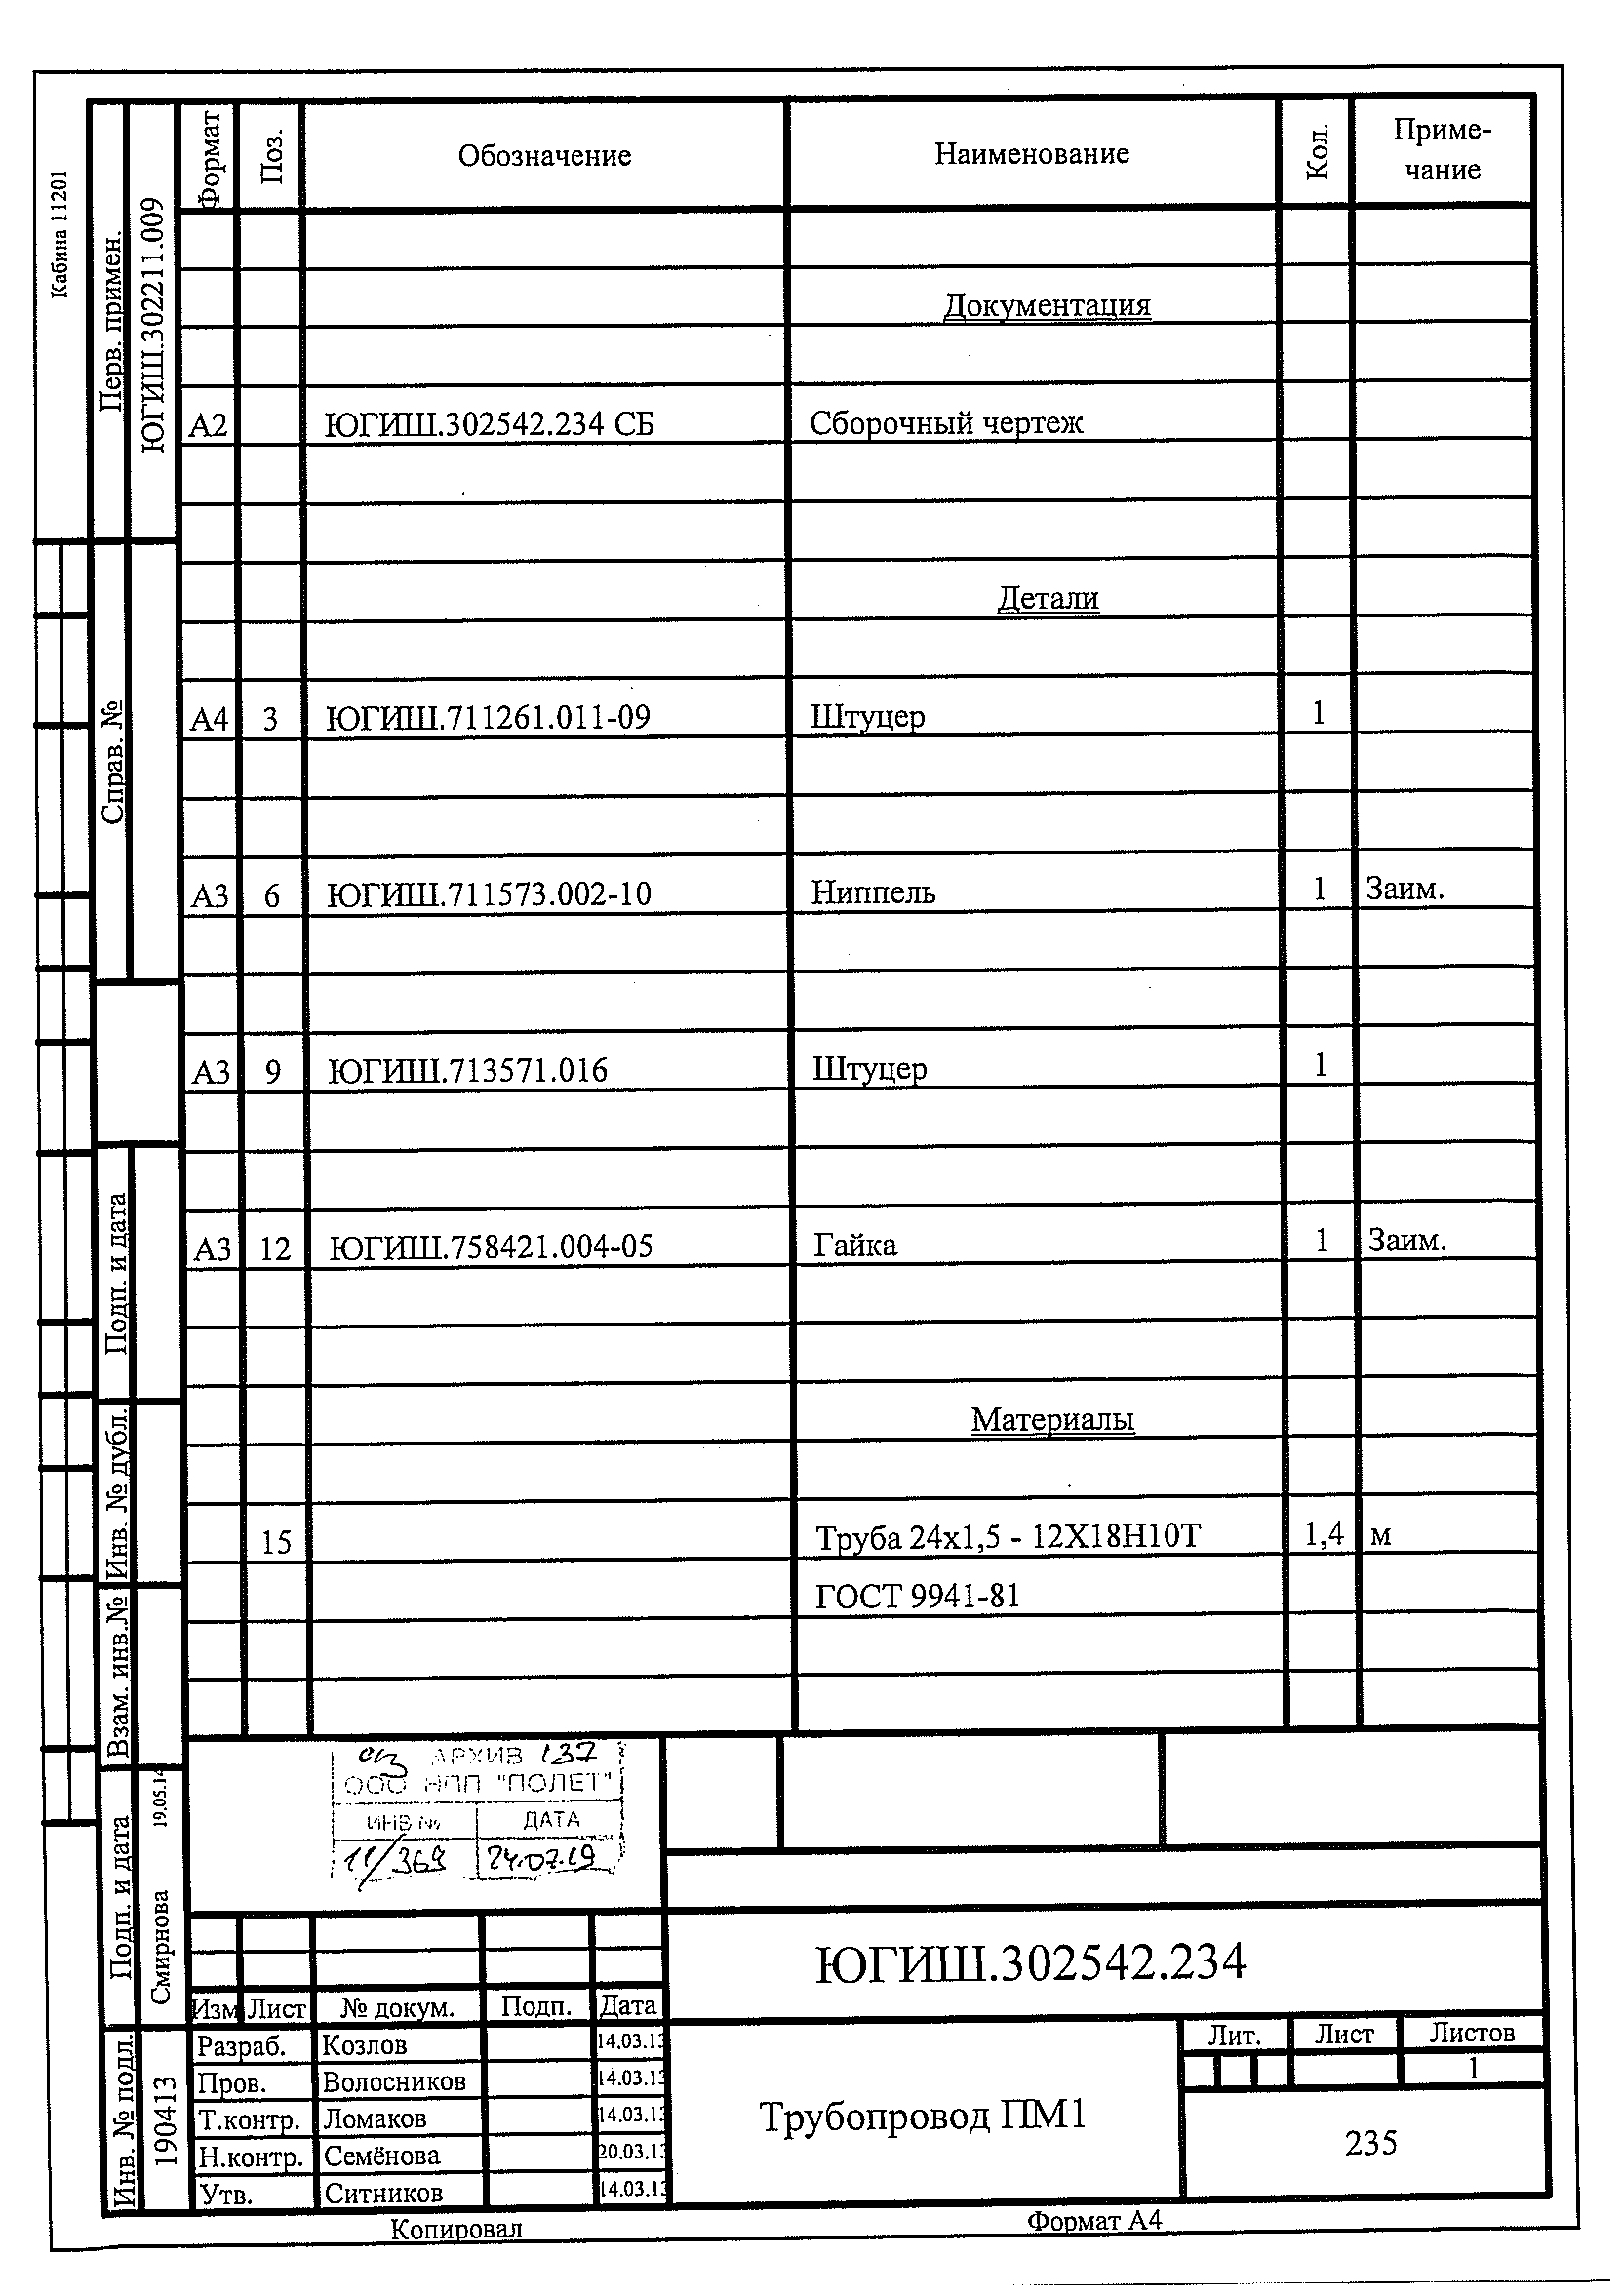 Кабина 11201
Перв. примен.
ЮГИШ.302211.009
Справ. №
Подп. и дата
Инв. № дубл.
Взам. инв.№
Подп. и дата
Смирнова 19.05.14
Инв. № подл.
190413
Формат Поз. Обозначение Наименование Кол. Приме-
чание
Документация
А2 ЮГИШ.302542.234 СБ Сборочный чертеж
Детали
А4 3 ЮГИШ.711261.011-09 Штуцер 1
А3 6 ЮГИШ.711573.002-10 Ниппель 1 Заим.
А3 9 ЮГИШ.713571.016 Штуцер 1
А3 12 ЮГИШ.758421.004-05 Гайка 1 Заим.
Материалы
15 Труба 24х1,5 - 12Х18Н10Т 1,4 м
ГОСТ 9941-81
АРХИВ 137
ООО НПП "ПОЛЕТ"
ИНВ № ДАТА
11/369 24.07.19
ЮГИШ.302542.234
Изм Лист № докум. Подп. Дата
Разраб. Козлов 14.03.13
Пров. Волосников 14.03.13
Т.контр. Ломаков 14.03.13
Н.контр. Семёнова 20.03.13
Утв. Ситников 14.03.13
Трубопровод ПМ1
Лит. Лист Листов
1
235
Копировал Формат А4